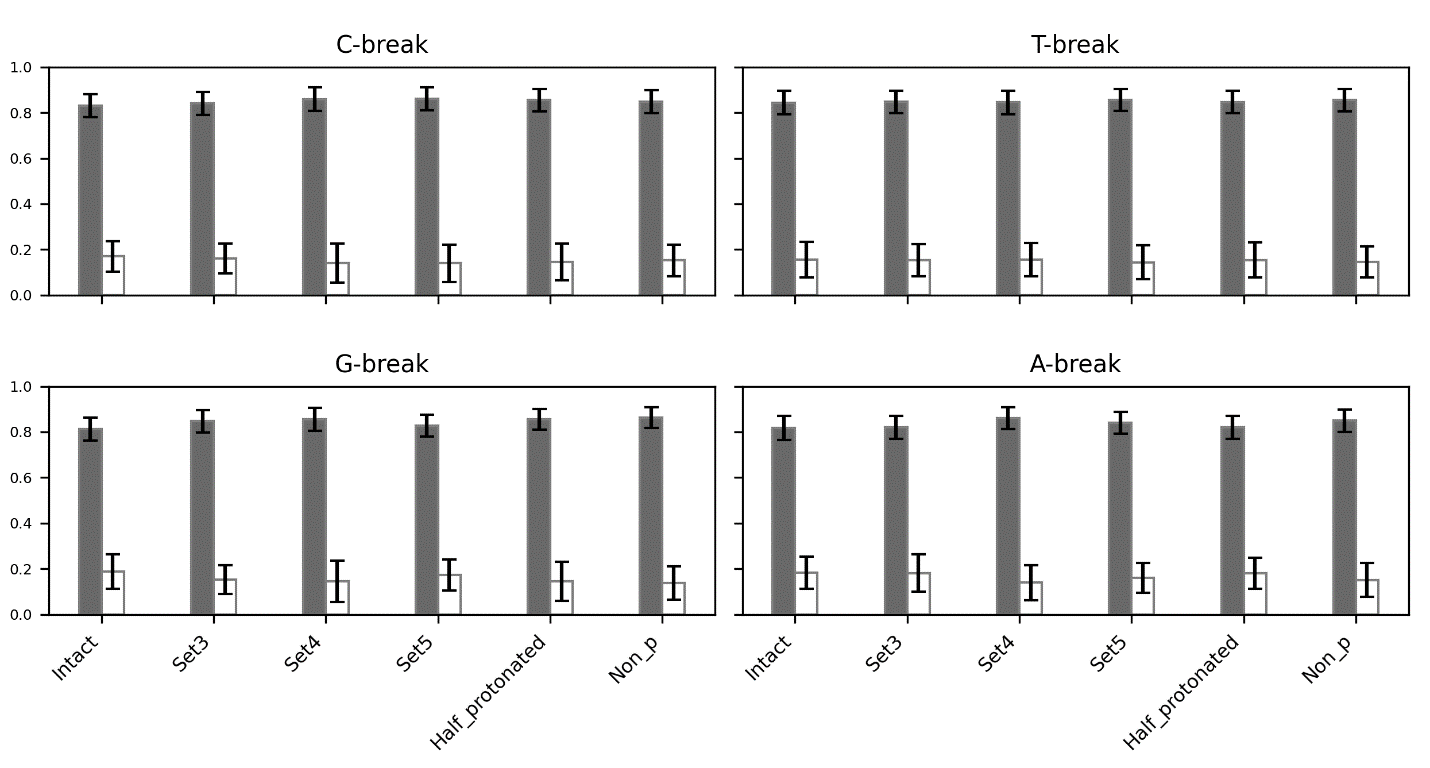 C-break
T-break
1.0
0.8
0.6
0.4
0.2
0.0
G-break
A-break
1.0
0.8
0.6
0.4
0.2
0.0
Intact
Set3
Set4
Set5
Half_protonated
Non_p
Intact
Set3
Set4
Set5
Half_protonated
Non_p